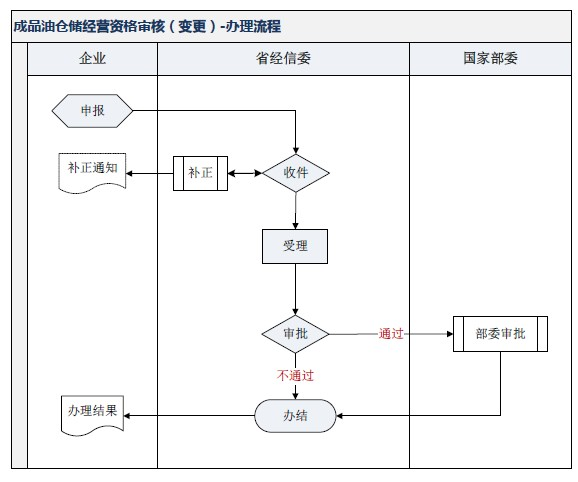 成品油仓储经营资格审核（变更）-办理流程
企业
省经信委
国家部委
申报
补正通知
补正
收件
受理
审批
通过
部委审批
不通过
办理结果
办结